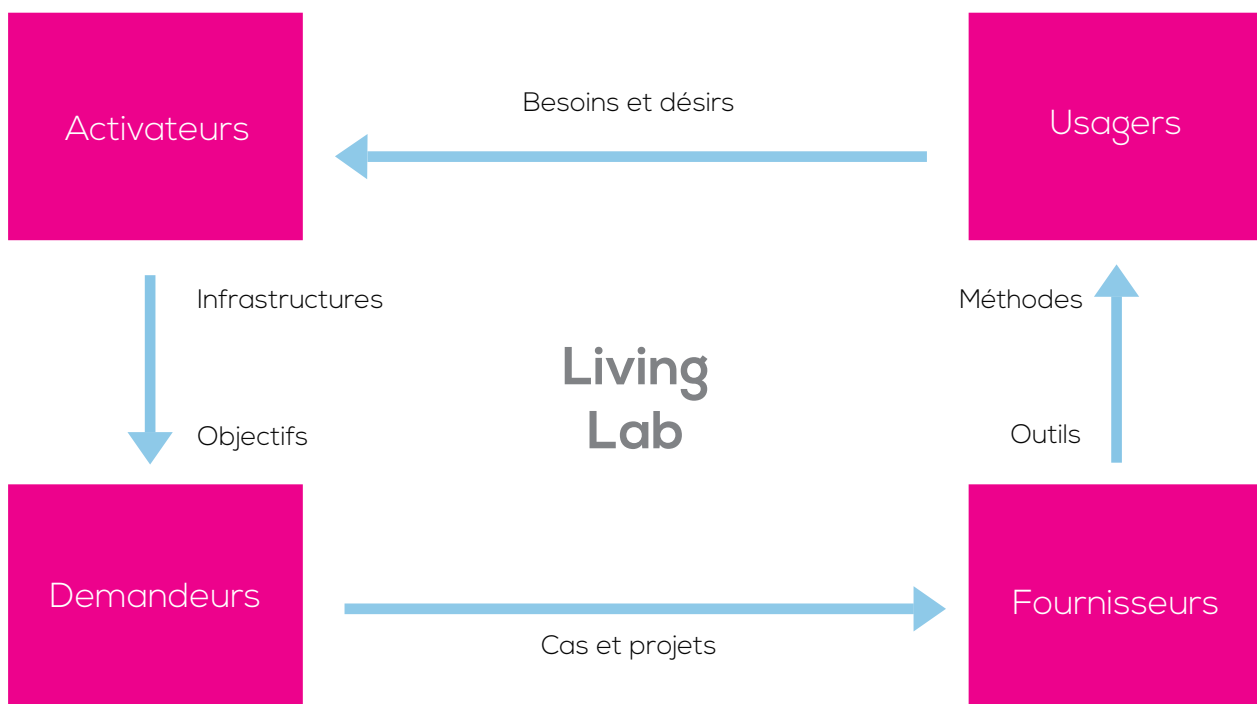 Activateurs
Besoins et désirs
Usagers
Infrastructures
Méthodes
Living
Lab
Objectifs
Outils
Demandeurs
Cas et projets
Fournisseurs